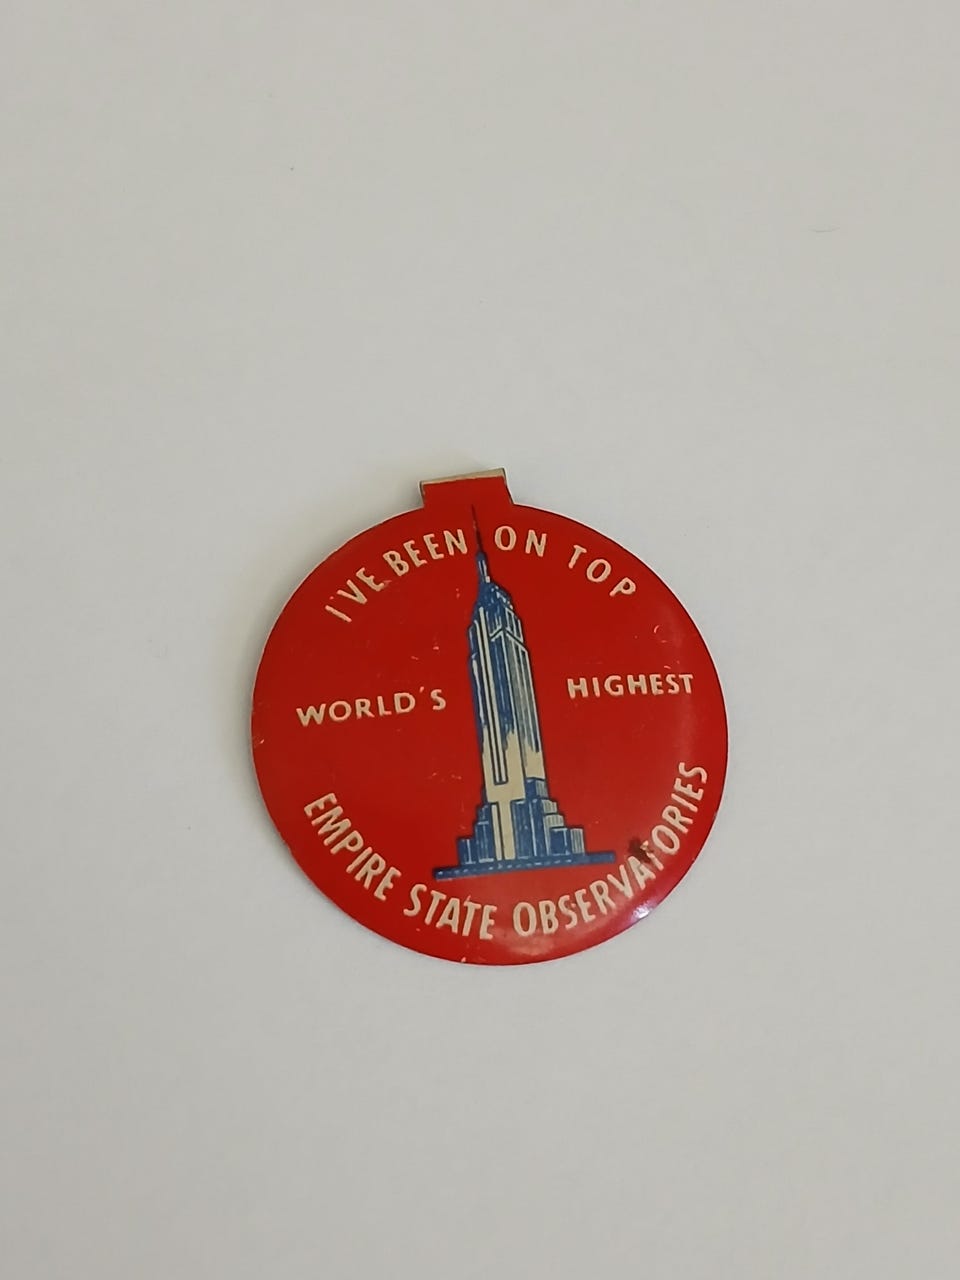 I'VE BEEN ON TOP
WORLD'S HIGHEST
EMPIRE STATE OBSERVATORIES